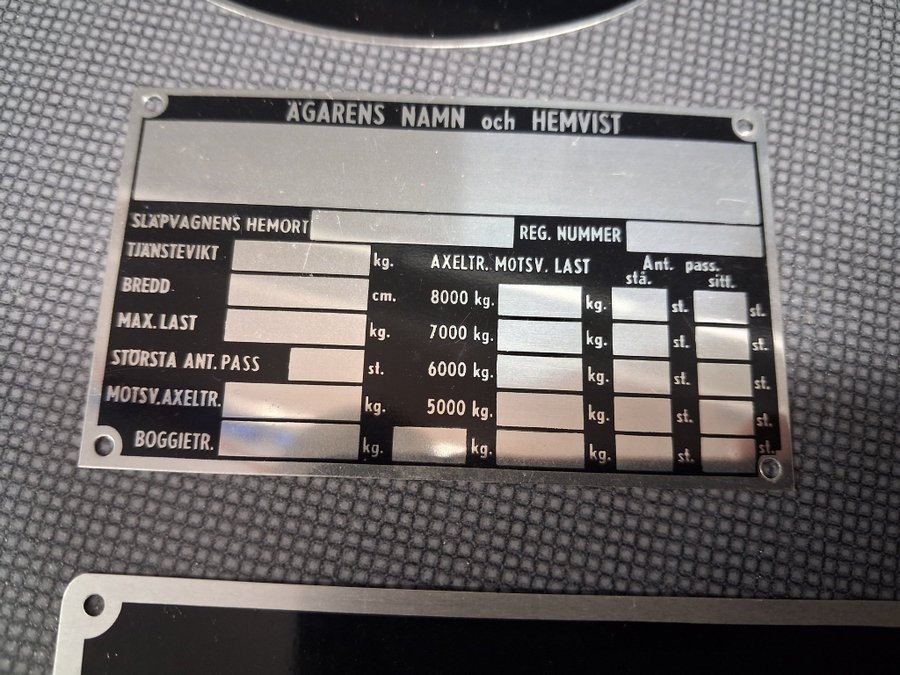 ÄGARENS NAMN och HEMVIST
SLÄPVAGNENS HEMORT REG. NUMMER
TJÄNSTEVIKT kg. AXELTR. MOTSV. LAST Ant. pass.
stå. sitt.
BREDD cm. 8000 kg. kg. st. st.
MAX. LAST kg. 7000 kg. kg. st. st.
STÖRSTA ANT. PASS st. 6000 kg. kg. st. st.
MOTSV. AXELTR. kg. 5000 kg. kg. st. st.
BOGGIETR. kg. kg. kg. st. st.